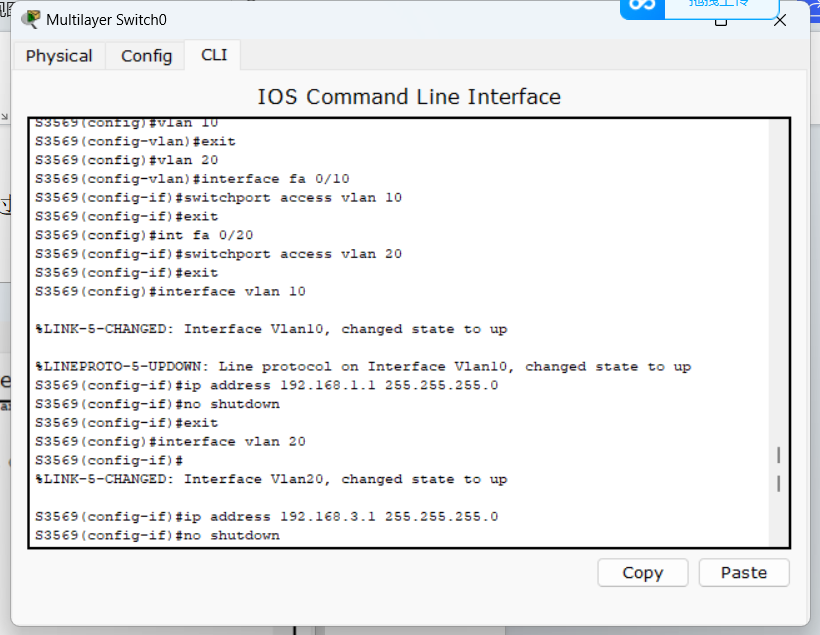 Multilayer Switch0
拖拽上传
Physical
Config
CLI
IOS Command Line Interface
S3569(config)#vlan 10
S3569(config-vlan)#exit
S3569(config)#vlan 20
S3569(config-vlan)#interface fa 0/10
S3569(config-if)#switchport access vlan 10
S3569(config-if)#exit
S3569(config)#int fa 0/20
S3569(config-if)#switchport access vlan 20
S3569(config-if)#exit
S3569(config)#interface vlan 10
%LINK-5-CHANGED: Interface Vlan10, changed state to up
%LINEPROTO-5-UPDOWN: Line protocol on Interface Vlan10, changed state to up
S3569(config-if)#ip address 192.168.1.1 255.255.255.0
S3569(config-if)#no shutdown
S3569(config-if)#exit
S3569(config)#interface vlan 20
S3569(config-if)#
%LINK-5-CHANGED: Interface Vlan20, changed state to up
S3569(config-if)#ip address 192.168.3.1 255.255.255.0
S3569(config-if)#no shutdown
Copy
Paste